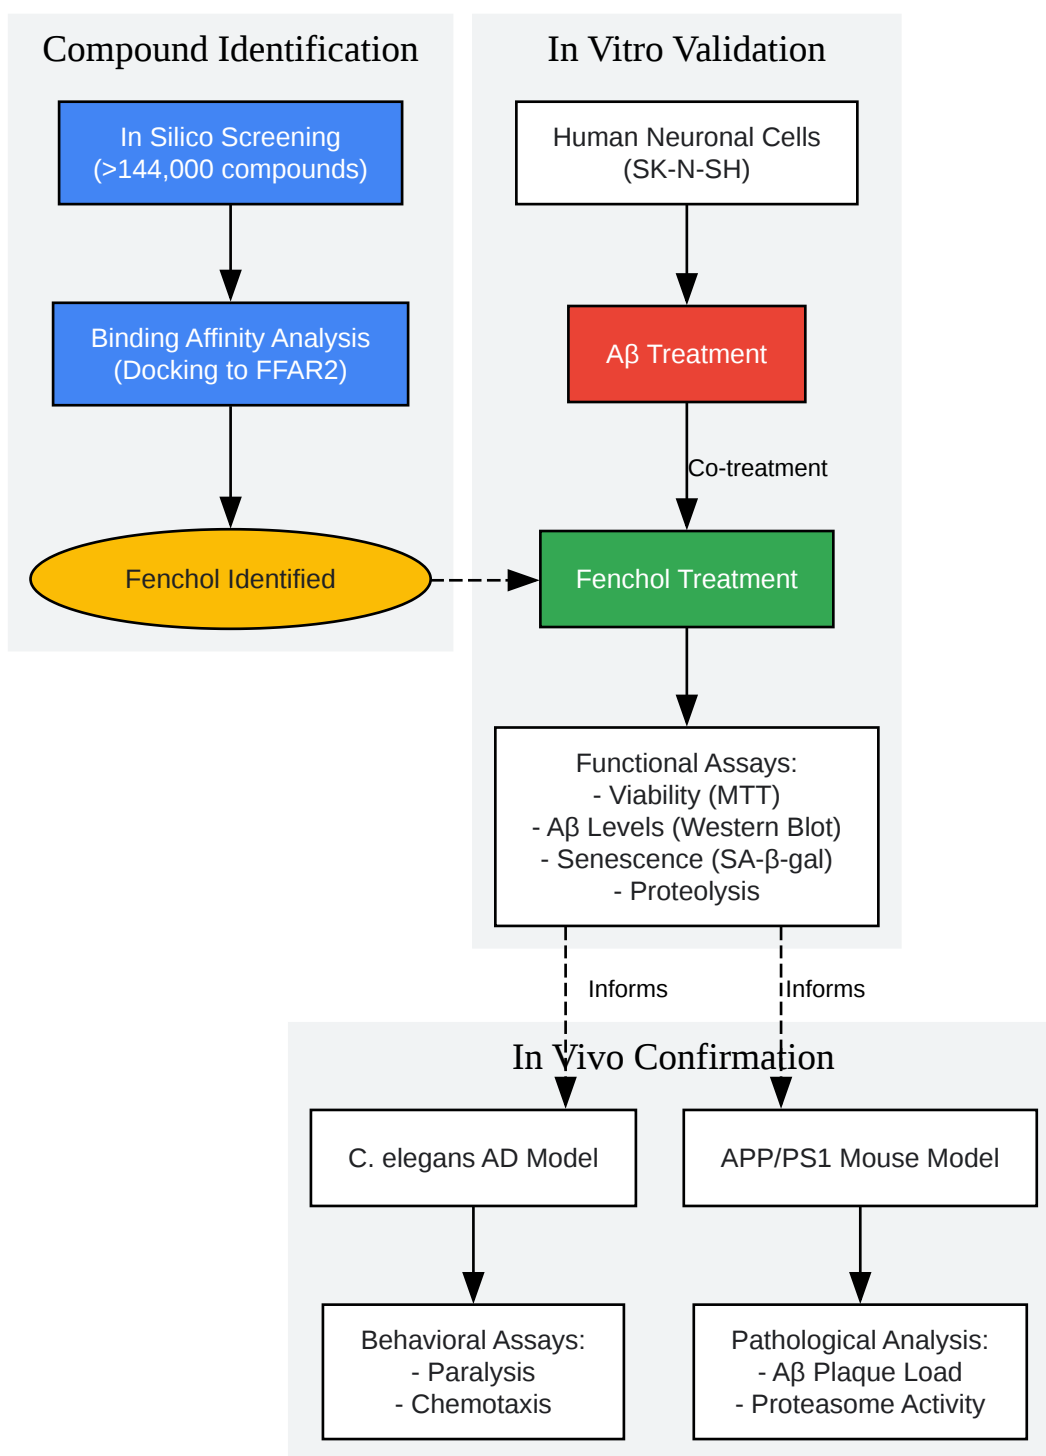 Compound Identification
In Silico Screening
(>144,000 compounds)
Binding Affinity Analysis
(Docking to FFAR2)
Fenchol Identified
In Vitro Validation
Human Neuronal Cells
(SK-N-SH)
Aβ Treatment
Co-treatment
Fenchol Treatment
Functional Assays:
- Viability (MTT)
- Aβ Levels (Western Blot)
- Senescence (SA-β-gal)
- Proteolysis
Informs
Informs
In Vivo Confirmation
C. elegans AD Model
APP/PS1 Mouse Model
Behavioral Assays:
- Paralysis
- Chemotaxis
Pathological Analysis:
- Aβ Plaque Load
- Proteasome Activity